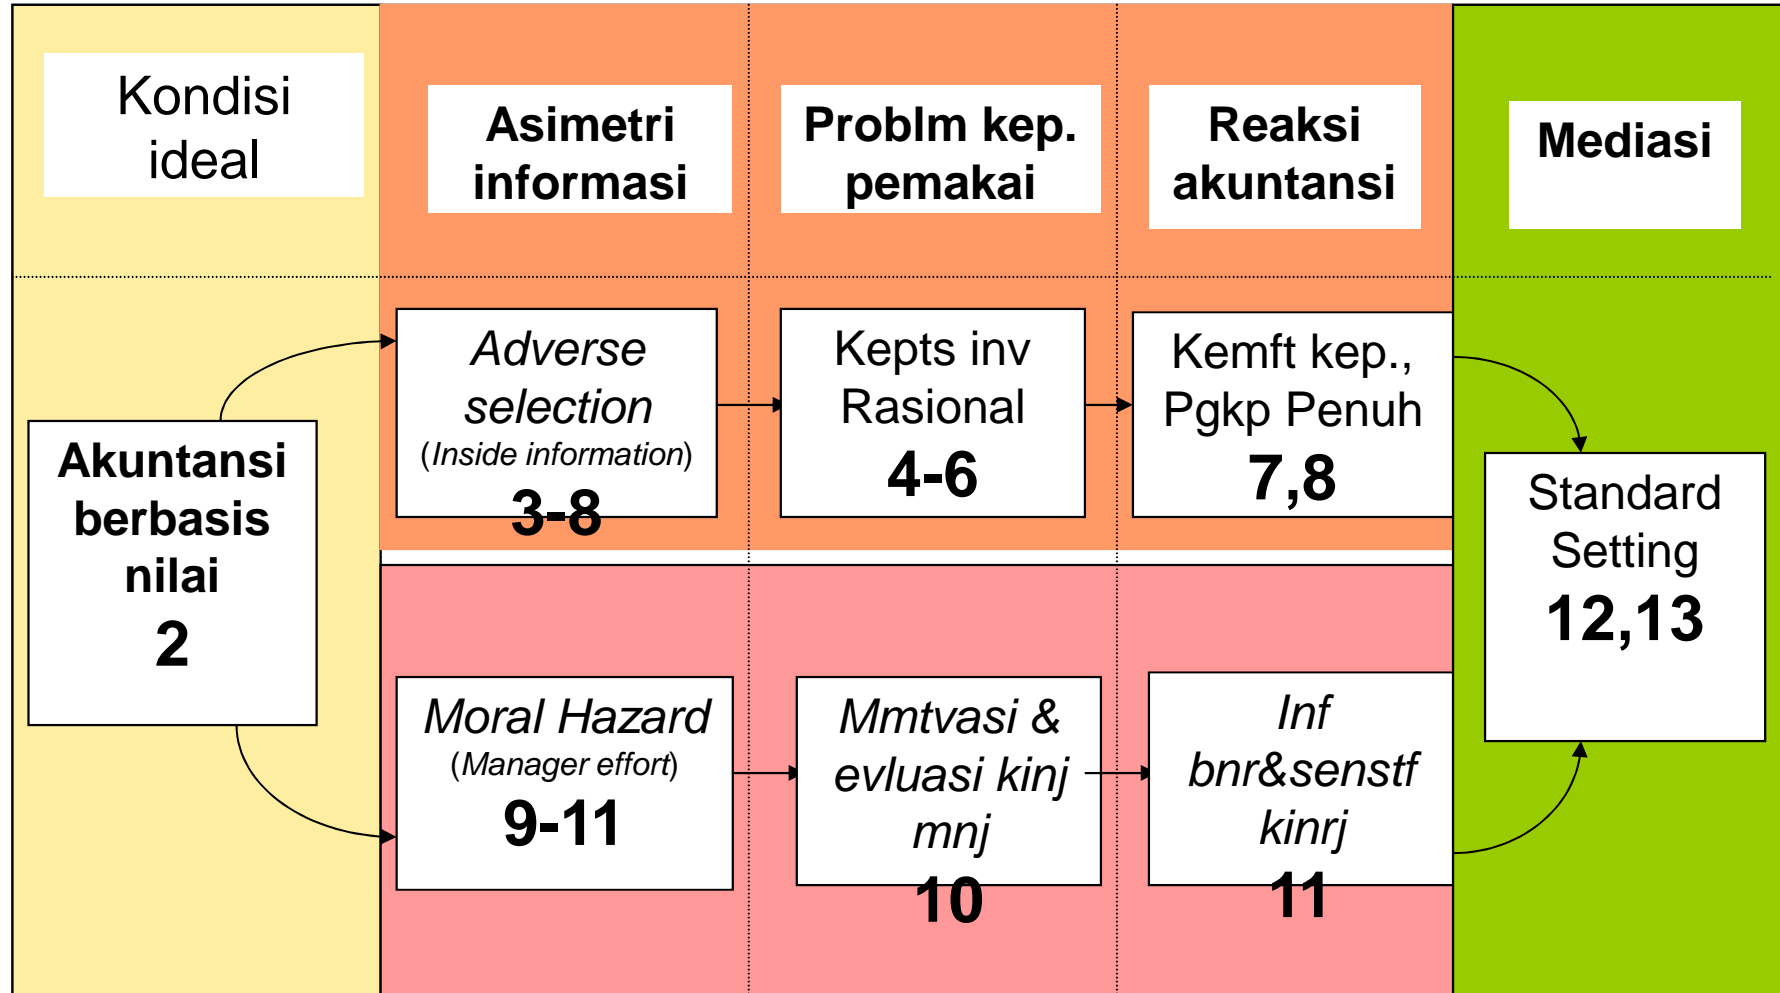 Kondisi
ideal
Asimetri
informasi
Problm kep.
pemakai
Reaksi
akuntansi
Mediasi
Akuntansi
berbasis
nilai
2
Adverse
selection
(Inside information)
3-8
Kepts inv
Rasional
4-6
Kemft kep.,
Pgkp Penuh
7,8
Moral Hazard
(Manager effort)
9-11
Mmtvasi &
evluasi kinj
mnj
10
Inf
bnr&senstf
kinrj
11
Standard
Setting
12,13